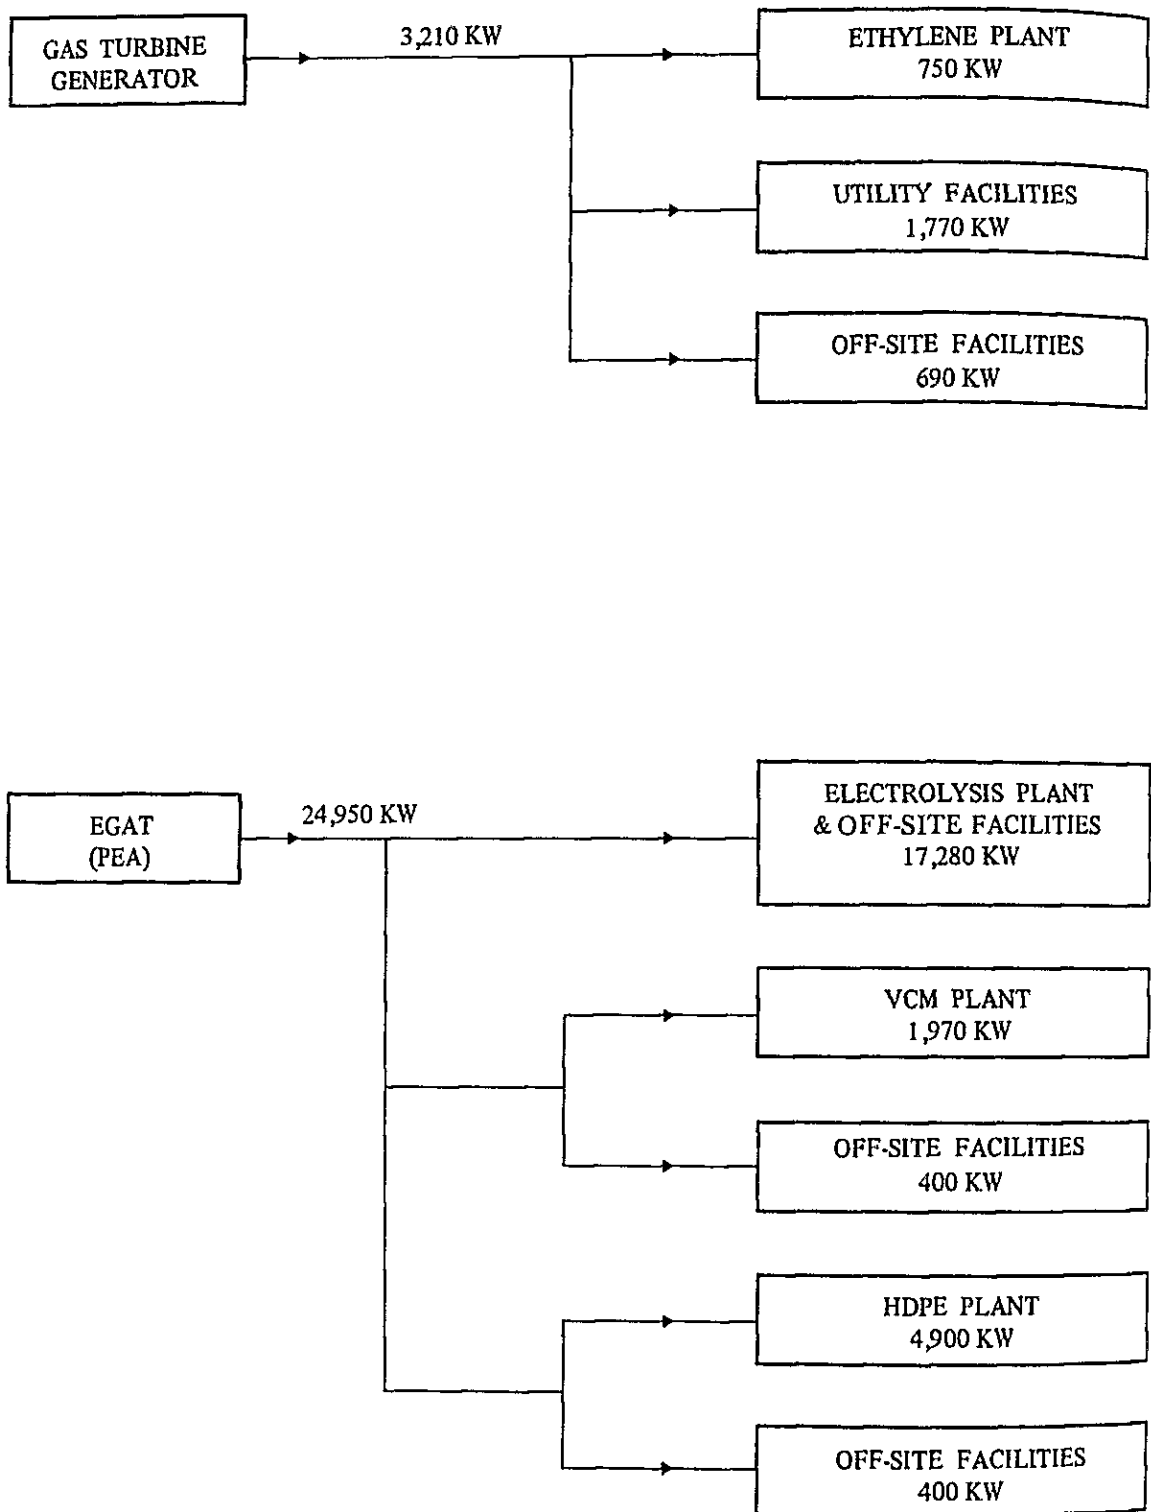 GAS TURBINE
GENERATOR
3,210 KW
ETHYLENE PLANT
750 KW
UTILITY FACILITIES
1,770 KW
OFF-SITE FACILITIES
690 KW
EGAT
(PEA)
24,950 KW
ELECTROLYSIS PLANT
& OFF-SITE FACILITIES
17,280 KW
VCM PLANT
1,970 KW
OFF-SITE FACILITIES
400 KW
HDPE PLANT
4,900 KW
OFF-SITE FACILITIES
400 KW